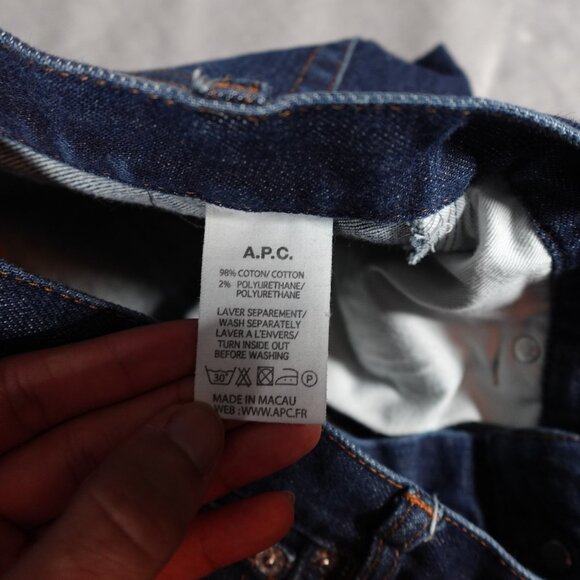 A.P.C.
98% COTON/ COTTON
2% POLYURETHANE/
POLYURETHANE
LAVER SEPAREMENT/
WASH SEPARATELY
LAVER A L'ENVERS/
TURN INSIDE OUT
BEFORE WASHING
30° P
MADE IN MACAU
WEB :WWW.APC.FR